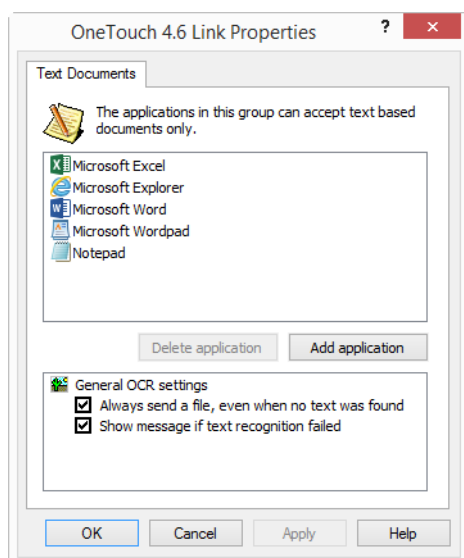 OneTouch 4.6 Link Properties ? ×
Text Documents
The applications in this group can accept text based
documents only.
Microsoft Excel
Microsoft Explorer
Microsoft Word
Microsoft Wordpad
Notepad
Delete application Add application
General OCR settings
Always send a file, even when no text was found
Show message if text recognition failed
OK Cancel Apply Help